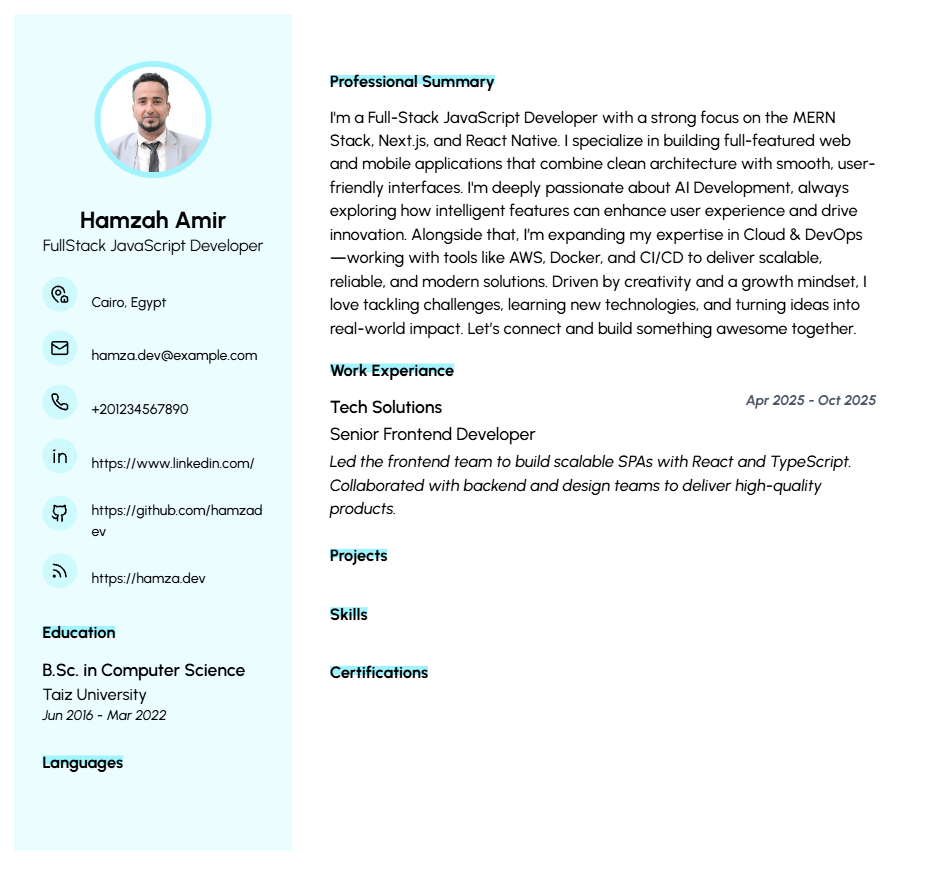 Hamzah Amir
FullStack JavaScript Developer
Cairo, Egypt
hamza.dev@example.com
+201234567890
in
https://www.linkedin.com/
https://github.com/hamzad
ev
https://hamza.dev
Education
B.Sc. in Computer Science
Taiz University
Jun 2016 - Mar 2022
Languages
Professional Summary
I'm a Full-Stack JavaScript Developer with a strong focus on the MERN
Stack, Next.js, and React Native. I specialize in building full-featured web
and mobile applications that combine clean architecture with smooth, user-
friendly interfaces. I'm deeply passionate about AI Development, always
exploring how intelligent features can enhance user experience and drive
innovation. Alongside that, I’m expanding my expertise in Cloud & DevOps
—working with tools like AWS, Docker, and CI/CD to deliver scalable,
reliable, and modern solutions. Driven by creativity and a growth mindset, I
love tackling challenges, learning new technologies, and turning ideas into
real-world impact. Let’s connect and build something awesome together.
Work Experiance
Tech Solutions
Apr 2025 - Oct 2025
Senior Frontend Developer
Led the frontend team to build scalable SPAs with React and TypeScript.
Collaborated with backend and design teams to deliver high-quality
products.
Projects
Skills
Certifications